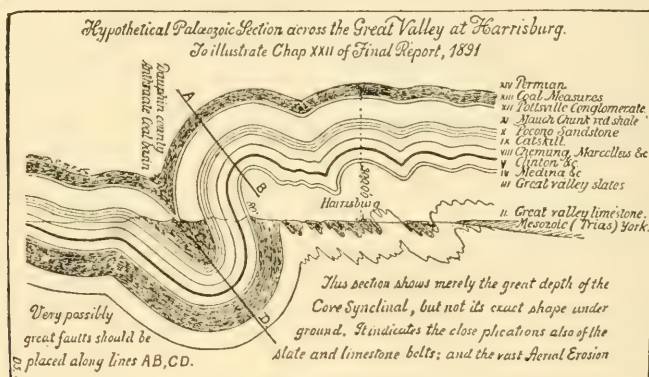 Hypothetical Palæozoic Section across the Great Valley at Harrisburg.
To illustrate Chap XXII of Final Report, 1891
Dauphin county
Anthracite Coal basin
A
B
XIV Permian
XIII Coal Measures
XII Pottsville Conglomerate
XI Mauch Chunk red shale
X Pocono Sandstone
IX Catskill.
VIII Chemung, Marcellus &c
V Clinton &c
IV Medina &c
III Great valley slates
Harrisburg
II. Great valley limestone.
Mesozoic (Trias) York.
D
Very possibly
great faults should be
placed along lines AB, CD.
This section shows merely the great depth of the
Core Synclinal, but not its exact shape under
ground. It indicates the close plications also of the
slate and limestone belts; and the vast Aerial Erosion